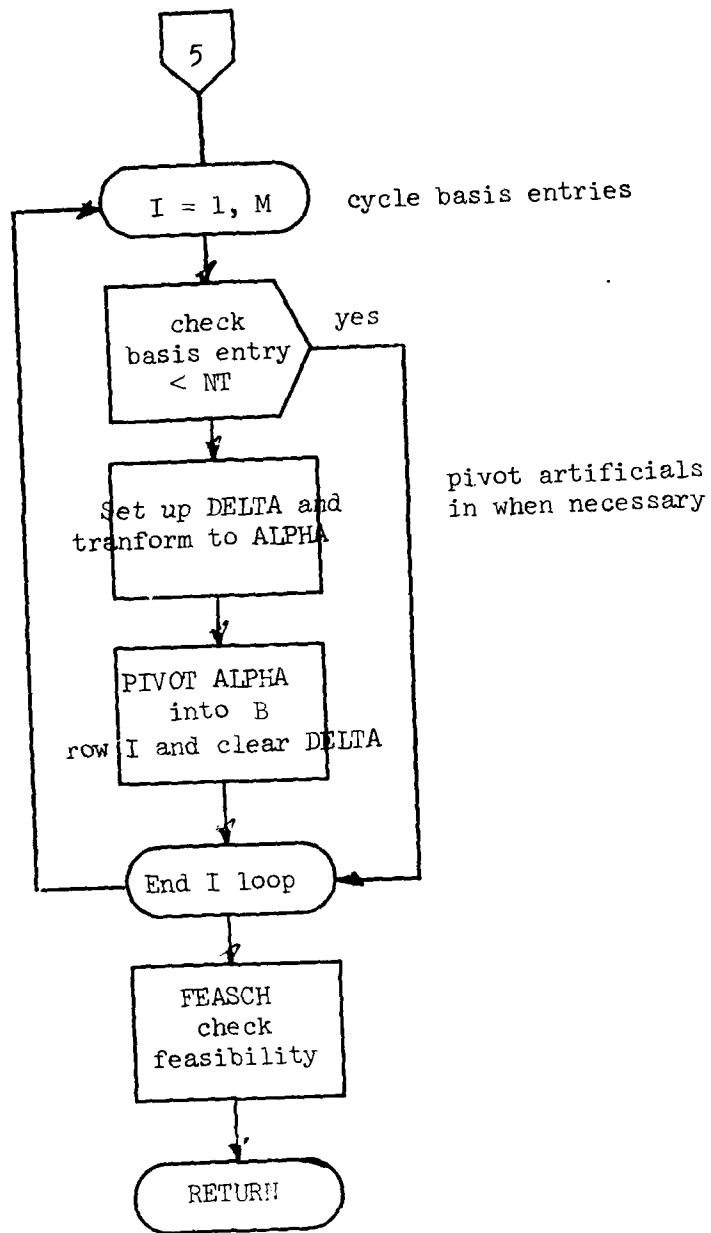 5
I = 1, M
cycle basis entries
check
basis entry
< NT
yes
pivot artificials
in when necessary
Set up DELTA and
tranform to ALPHA
PIVOT ALPHA
into B
row I and clear DELTA
End I loop
FEASCH
check
feasibility
RETURN